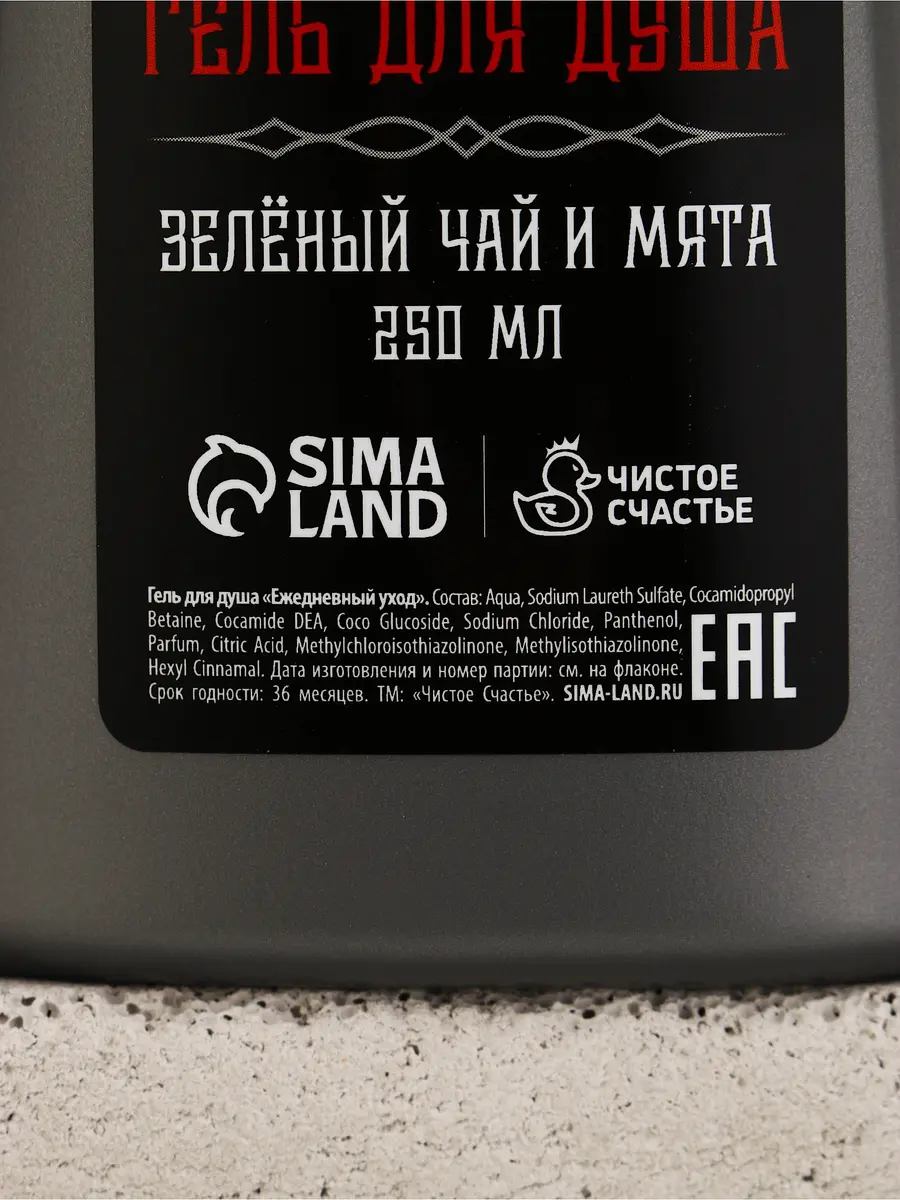 ГЕЛЬ ДЛЯ ДУША
ЗЕЛЁНЫЙ ЧАЙ И МЯТА
250 МЛ
SIMA
LAND
ЧИСТОЕ
СЧАСТЬЕ
Гель для душа «Ежедневный уход». Состав: Aqua, Sodium Laureth Sulfate, Cocamidopropyl
Betaine, Cocamide DEA, Coco Glucoside, Sodium Chloride, Panthenol,
Parfum, Citric Acid, Methylchloroisothiazolinone, Methylisothiazolinone,
Hexyl Cinnamal. Дата изготовления и номер партии: см. на флаконе.
Срок годности: 36 месяцев. ТМ: «Чистое Счастье». SIMA-LAND.RU
EAC